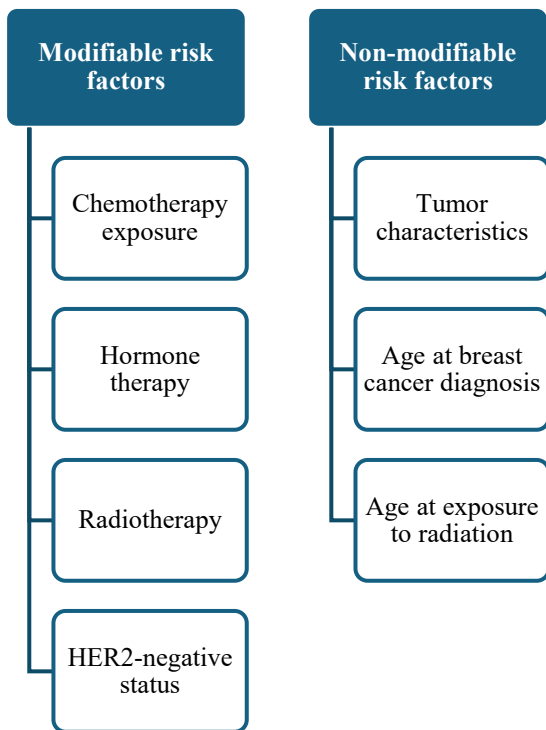 Modifiable risk
factors
Chemotherapy
exposure
Hormone
therapy
Radiotherapy
HER2-negative
status
Non-modifiable
risk factors
Tumor
characteristics
Age at breast
cancer diagnosis
Age at exposure
to radiation